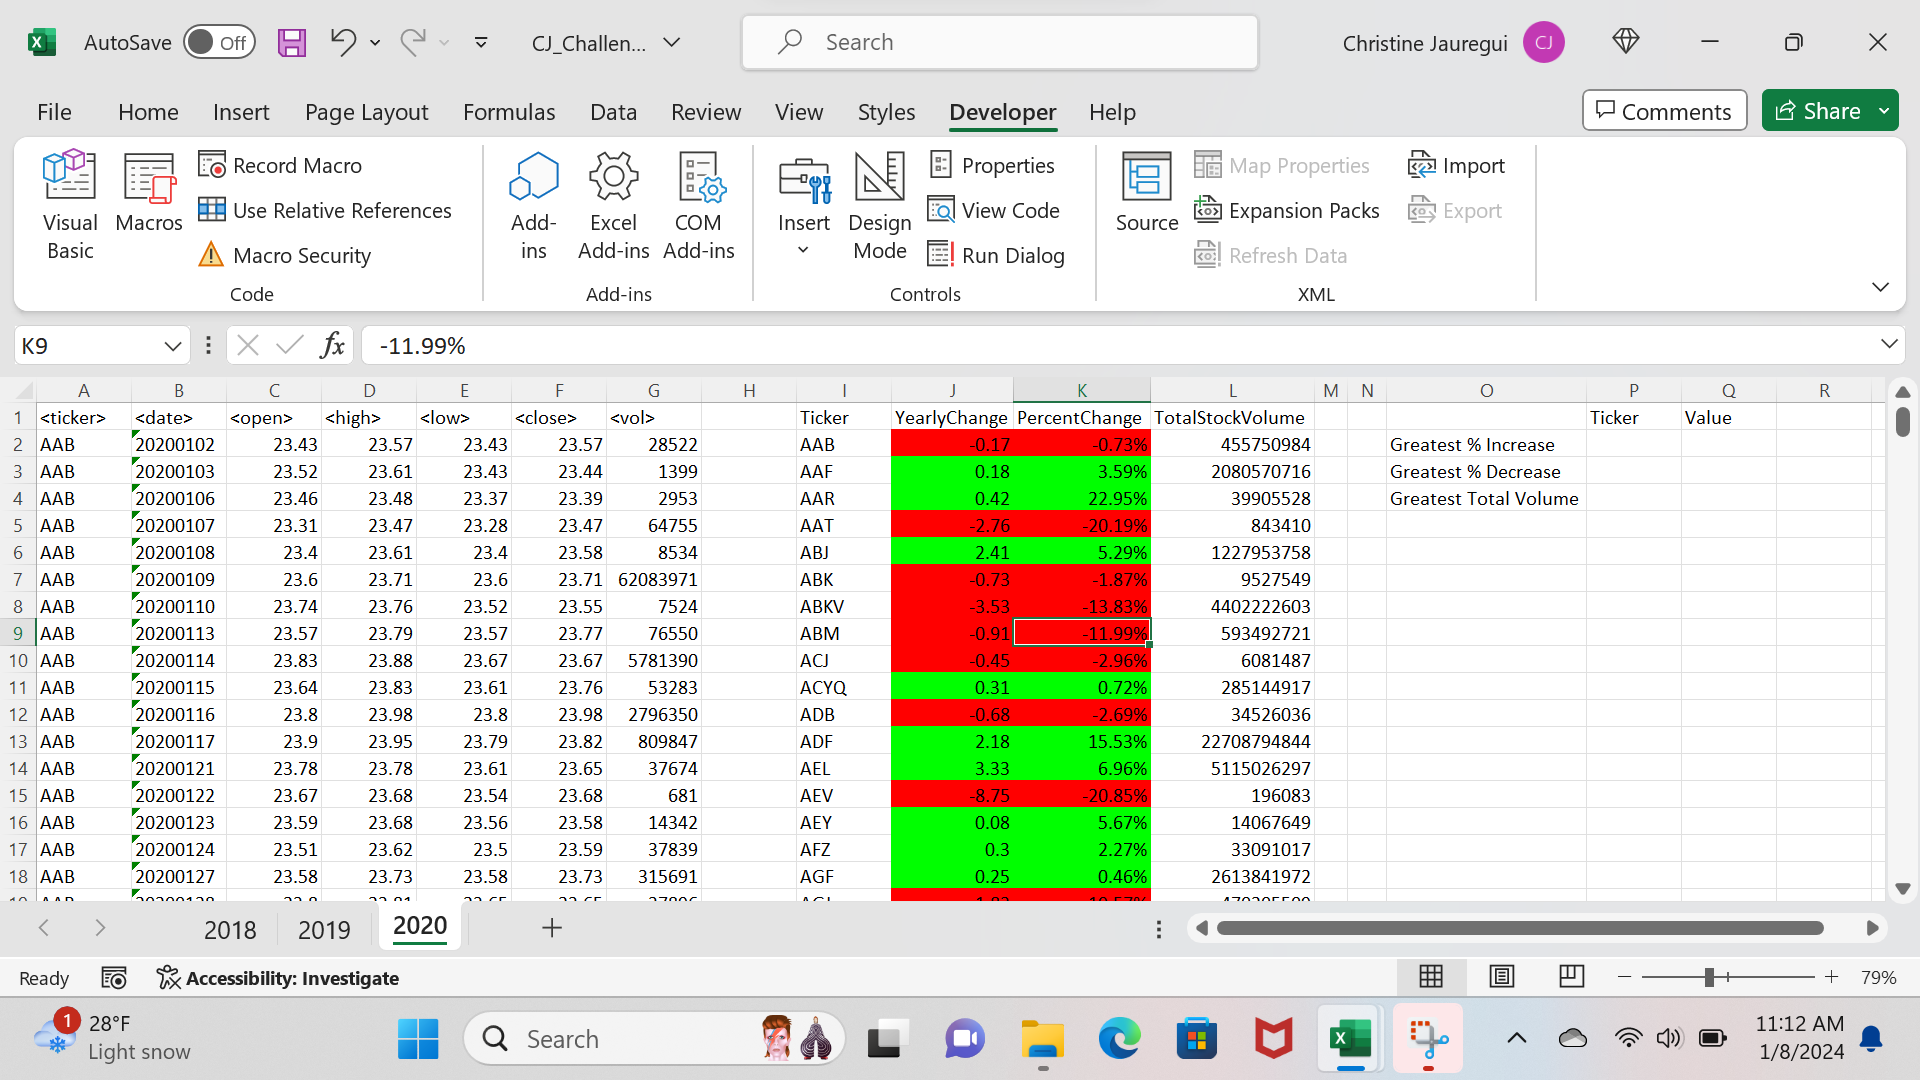 AutoSave Off CJ_Challen... Search Christine Jauregui CJ
File Home Insert Page Layout Formulas Data Review View Styles Developer Help Comments Share
Visual Basic Macros Record Macro Use Relative References Macro Security Code
Add-ins Excel Add-ins COM Add-ins Add-ins
Insert Design Mode Properties View Code Run Dialog Controls
Source Map Properties Expansion Packs Refresh Data Import Export XML
K9 fx -11.99%
A B C D E F G H I J K L M N O P Q R
1 <ticker> <date> <open> <high> <low> <close> <vol> Ticker YearlyChange PercentChange TotalStockVolume Ticker Value
2 AAB 20200102 23.43 23.57 23.43 23.57 28522 AAB -0.17 -0.73% 455750984 Greatest % Increase
3 AAB 20200103 23.52 23.61 23.43 23.44 1399 AAF 0.18 3.59% 2080570716 Greatest % Decrease
4 AAB 20200106 23.46 23.48 23.37 23.39 2953 AAR 0.42 22.95% 39905528 Greatest Total Volume
5 AAB 20200107 23.31 23.47 23.28 23.47 64755 AAT -2.76 -20.19% 843410
6 AAB 20200108 23.4 23.61 23.4 23.58 8534 ABJ 2.41 5.29% 1227953758
7 AAB 20200109 23.6 23.71 23.6 23.71 62083971 ABK -0.73 -1.87% 9527549
8 AAB 20200110 23.74 23.76 23.52 23.55 7524 ABKV -3.53 -13.83% 4402222603
9 AAB 20200113 23.57 23.79 23.57 23.77 76550 ABM -0.91 -11.99% 593492721
10 AAB 20200114 23.83 23.88 23.67 23.67 5781390 ACJ -0.45 -2.96% 6081487
11 AAB 20200115 23.64 23.83 23.61 23.76 53283 ACYQ 0.31 0.72% 285144917
12 AAB 20200116 23.8 23.98 23.8 23.98 2796350 ADB -0.68 -2.69% 34526036
13 AAB 20200117 23.9 23.95 23.79 23.82 809847 ADF 2.18 15.53% 22708794844
14 AAB 20200121 23.78 23.78 23.61 23.65 37674 AEL 3.33 6.96% 5115026297
15 AAB 20200122 23.67 23.68 23.54 23.68 681 AEV -8.75 -20.85% 196083
16 AAB 20200123 23.59 23.68 23.56 23.58 14342 AEY 0.08 5.67% 14067649
17 AAB 20200124 23.51 23.62 23.5 23.59 37839 AFZ 0.3 2.27% 33091017
18 AAB 20200127 23.58 23.73 23.58 23.73 315691 AGF 0.25 0.46% 2613841972
2018 2019 2020
Ready Accessibility: Investigate 79%
1 28°F Light snow Search 11:12 AM 1/8/2024